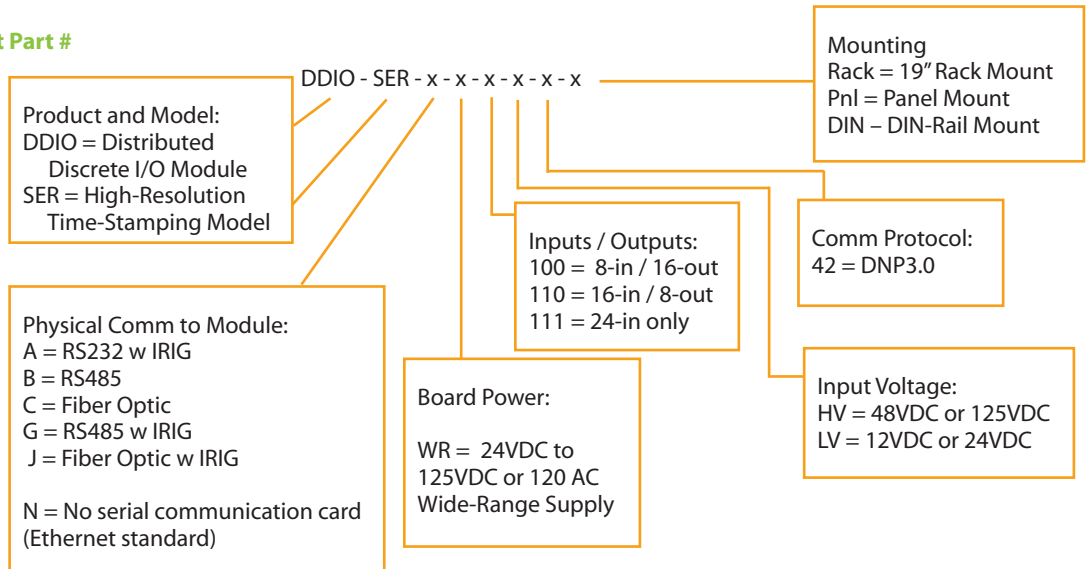 t Part #
DDIO - SER - x - x - x - x - x - x
Product and Model:
DDIO = Distributed
Discrete I/O Module
SER = High-Resolution
Time-Stamping Model
Mounting
Rack = 19” Rack Mount
Pnl = Panel Mount
DIN – DIN-Rail Mount
Inputs / Outputs:
100 = 8-in / 16-out
110 = 16-in / 8-out
111 = 24-in only
Comm Protocol:
42 = DNP3.0
Physical Comm to Module:
A = RS232 w IRIG
B = RS485
C = Fiber Optic
G = RS485 w IRIG
J = Fiber Optic w IRIG
N = No serial communication card
(Ethernet standard)
Board Power:
WR = 24VDC to
125VDC or 120 AC
Wide-Range Supply
Input Voltage:
HV = 48VDC or 125VDC
LV = 12VDC or 24VDC